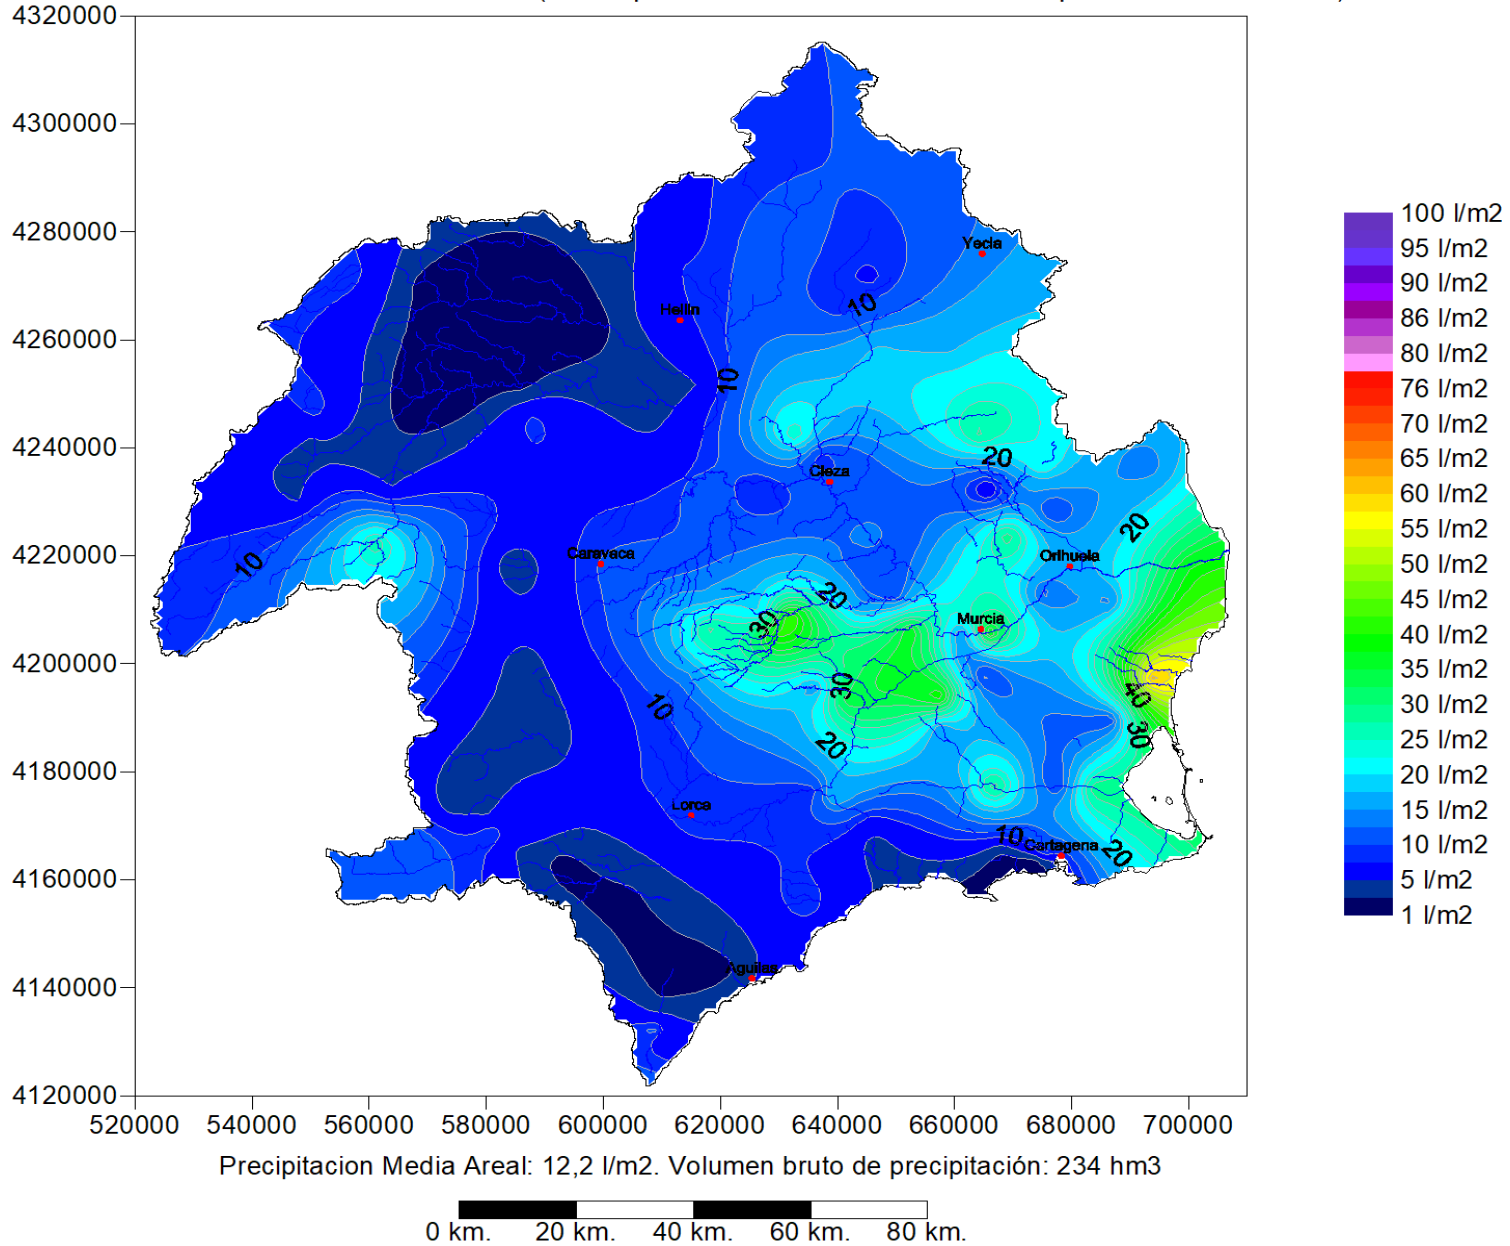 4320000
4300000
4280000
4260000
4240000
4220000
4200000
4180000
4160000
4140000
4120000
520000 540000 560000 580000 600000 620000 640000 660000 680000 700000
Yecla
10
Hellin
10
20
Cieza
20
10
Caravaca
Orihuela
20
30
Murcia
30
40
10
30
20
Lorca
10
Cartagena
20
Aguilas
100 l/m2
95 l/m2
90 l/m2
86 l/m2
80 l/m2
76 l/m2
70 l/m2
65 l/m2
60 l/m2
55 l/m2
50 l/m2
45 l/m2
40 l/m2
35 l/m2
30 l/m2
25 l/m2
20 l/m2
15 l/m2
10 l/m2
5 l/m2
1 l/m2
Precipitacion Media Areal: 12,2 l/m2. Volumen bruto de precipitación: 234 hm3
0 km. 20 km. 40 km. 60 km. 80 km.